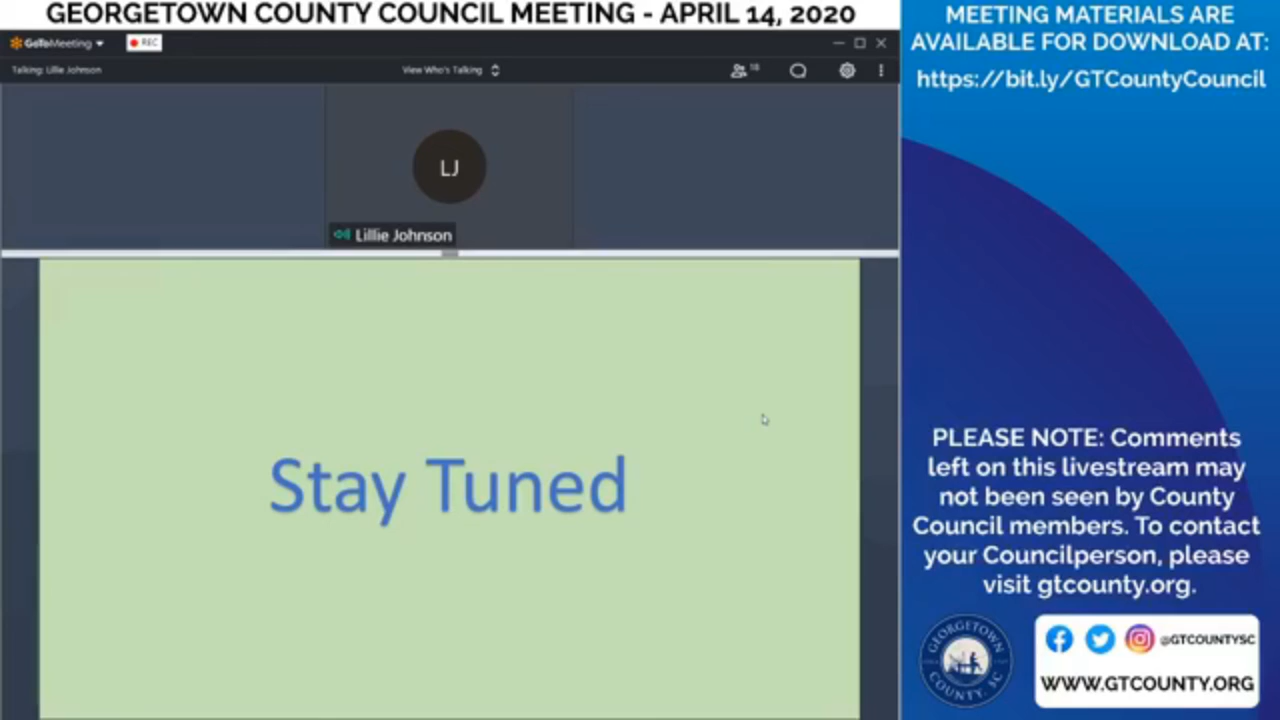 GEORGETOWN COUNTY COUNCIL MEETING - APRIL 14, 2020
GoToMeeting
REC
Talking: Lillie Johnson
View Who's Talking
LJ
Lilllie Johnson
Stay Tuned
MEETING MATERIALS ARE
AVAILABLE FOR DOWNLOAD AT:
https://bit.ly/GTCountyCouncil
PLEASE NOTE: Comments
left on this livestream may
not been seen by County
Council members. To contact
your Councilperson, please
visit gtcounty.org.
GEORGETOWN
COUNTY, SC
@GTCOUNTYSC
WWW.GTCOUNTY.ORG